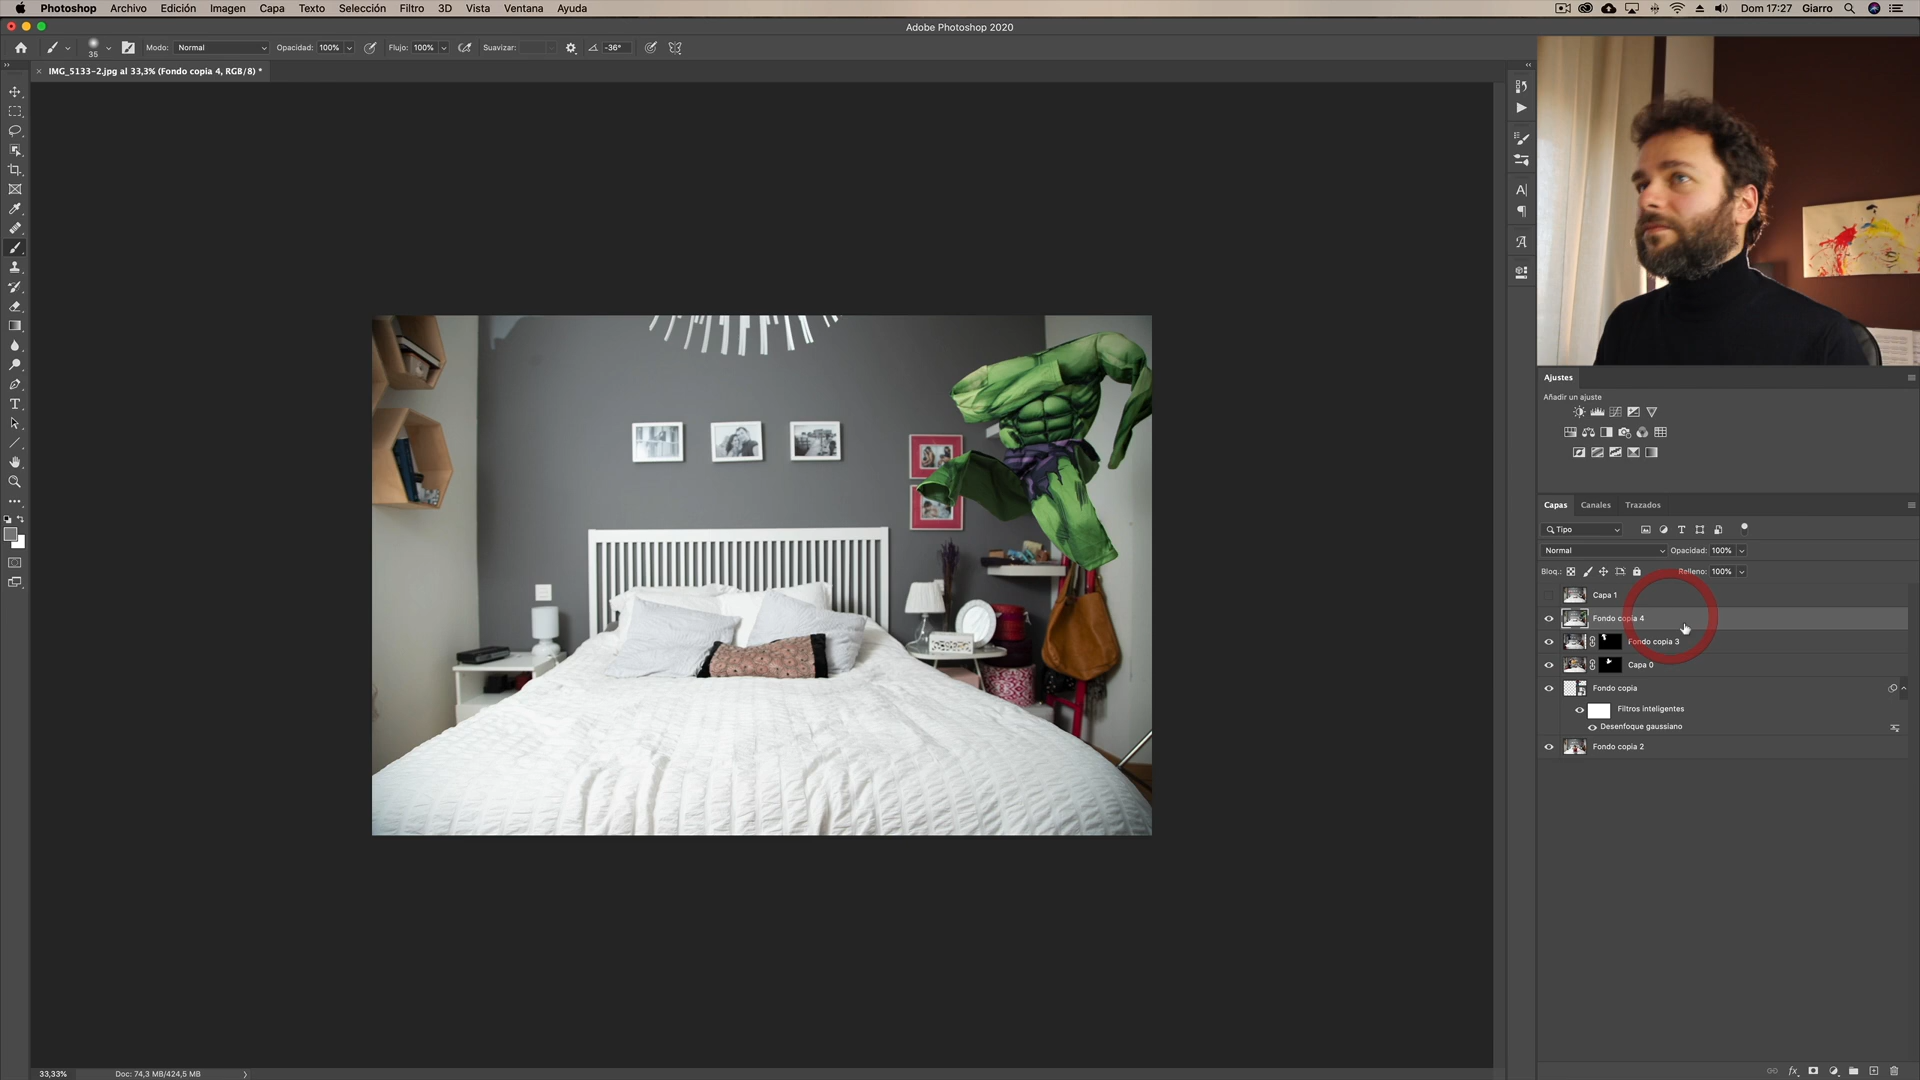 Photoshop Archivo Edición Imagen Capa Texto Selección Filtro 3D Vista Ventana Ayuda Dom 17:27 Giarro
Adobe Photoshop 2020
35 Modo: Normal Opacidad: 100% Flujo: 100% Suavizar: -36°
IMG_5133-2.jpg al 33,3% (Fondo copia 4, RGB/8) *
Ajustes
Añadir un ajuste
Capas Canales Trazados
Tipo
Normal Opacidad: 100%
Bloq.: Relleno: 100%
Capa 1
Fondo copia 4
Fondo copia 3
Capa 0
Fondo copia
Filtros inteligentes
Desenfoque gaussiano
Fondo copia 2
33,33% Doc: 74,3 MB/424,5 MB